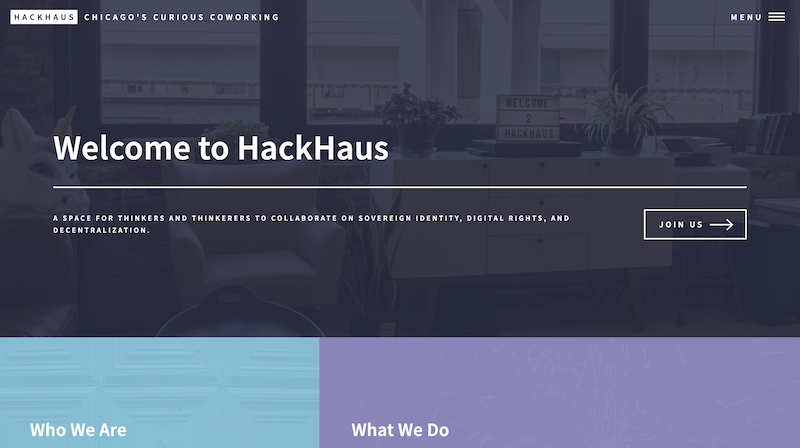 HACKHAUS CHICAGO'S CURIOUS COWORKING
MENU
WELCOME
2
HACKHAUS
Welcome to HackHaus
A SPACE FOR THINKERS AND THINKERERS TO COLLABORATE ON SOVEREIGN IDENTITY, DIGITAL RIGHTS, AND
DECENTRALIZATION.
JOIN US
Who We Are
What We Do